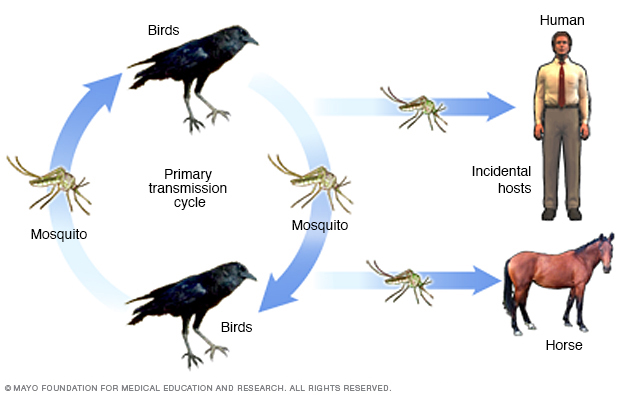 Birds
Human
Primary
transmission
cycle
Incidental
hosts
Mosquito
Mosquito
Birds
Horse
© MAYO FOUNDATION FOR MEDICAL EDUCATION AND RESEARCH. ALL RIGHTS RESERVED.